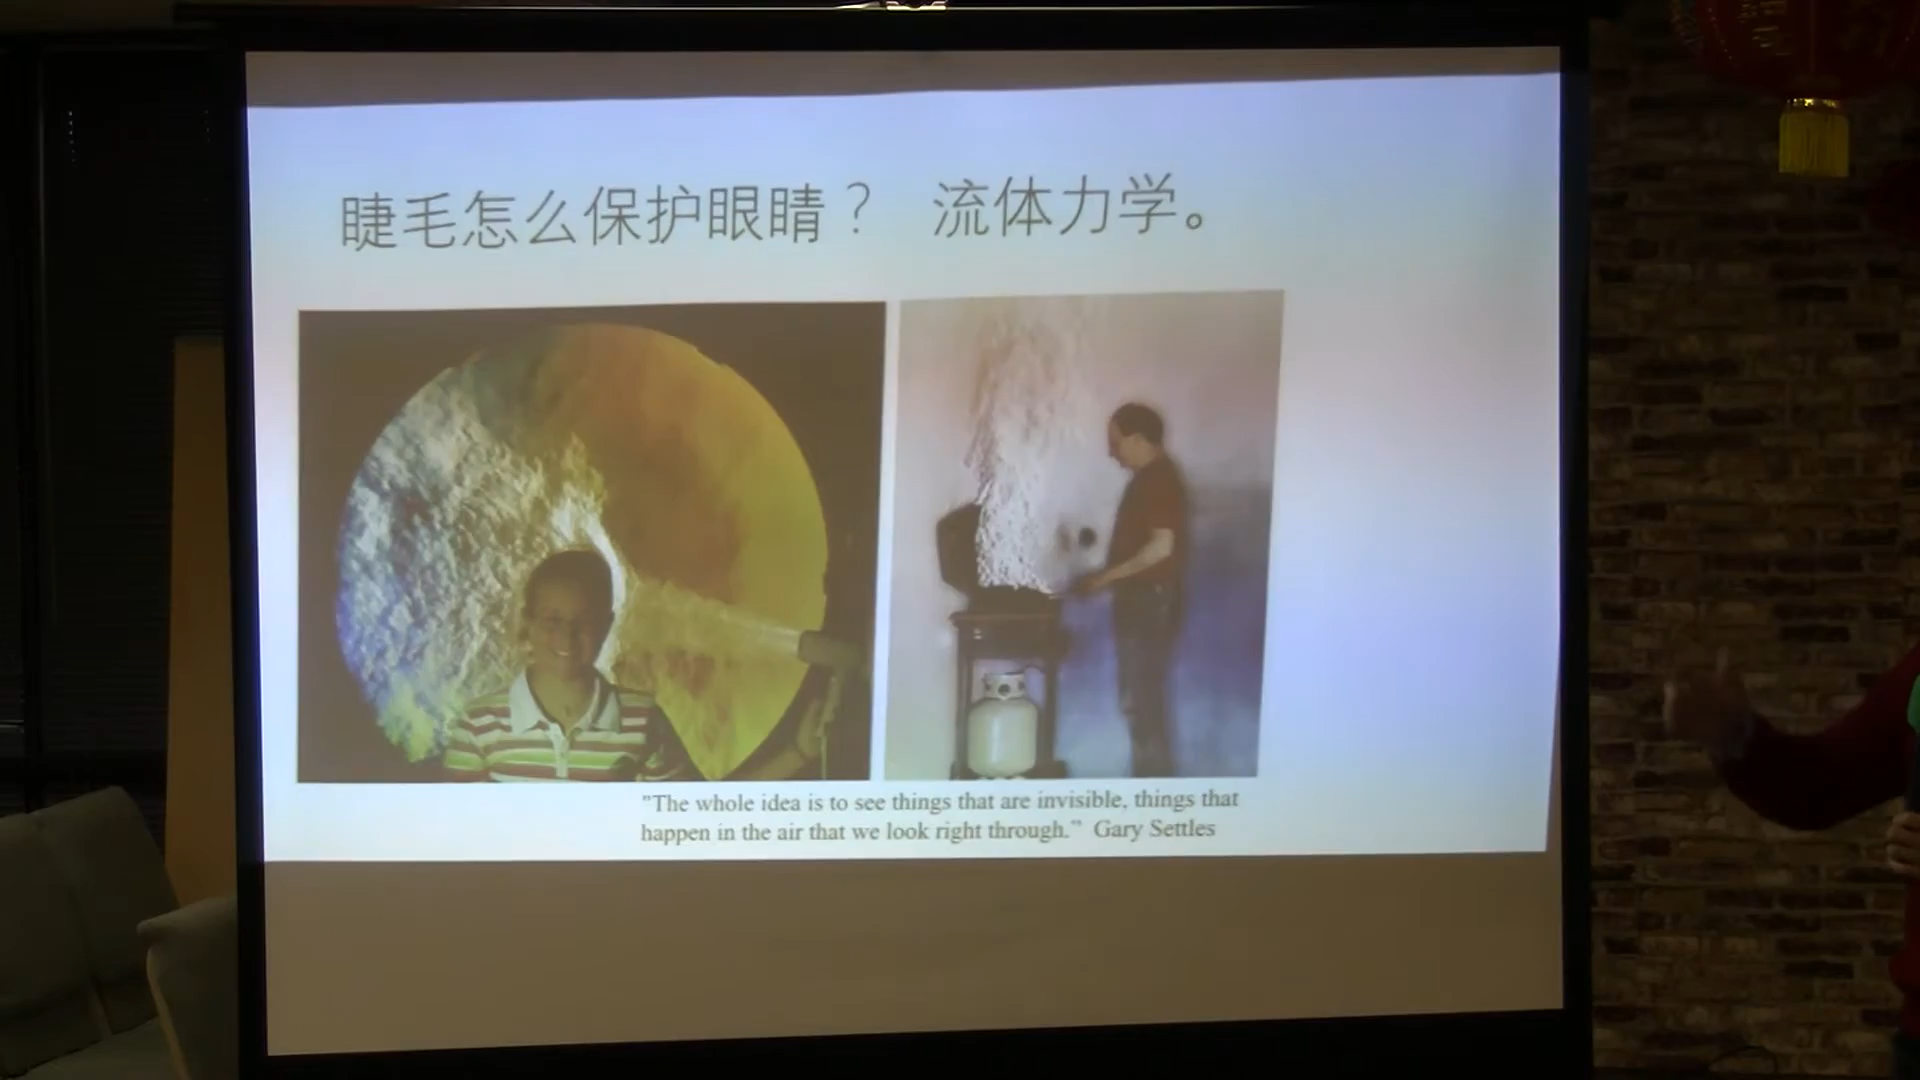 睫毛怎么保护眼睛？ 流体力学。
"The whole idea is to see things that are invisible, things that
happen in the air that we look right through." Gary Settles